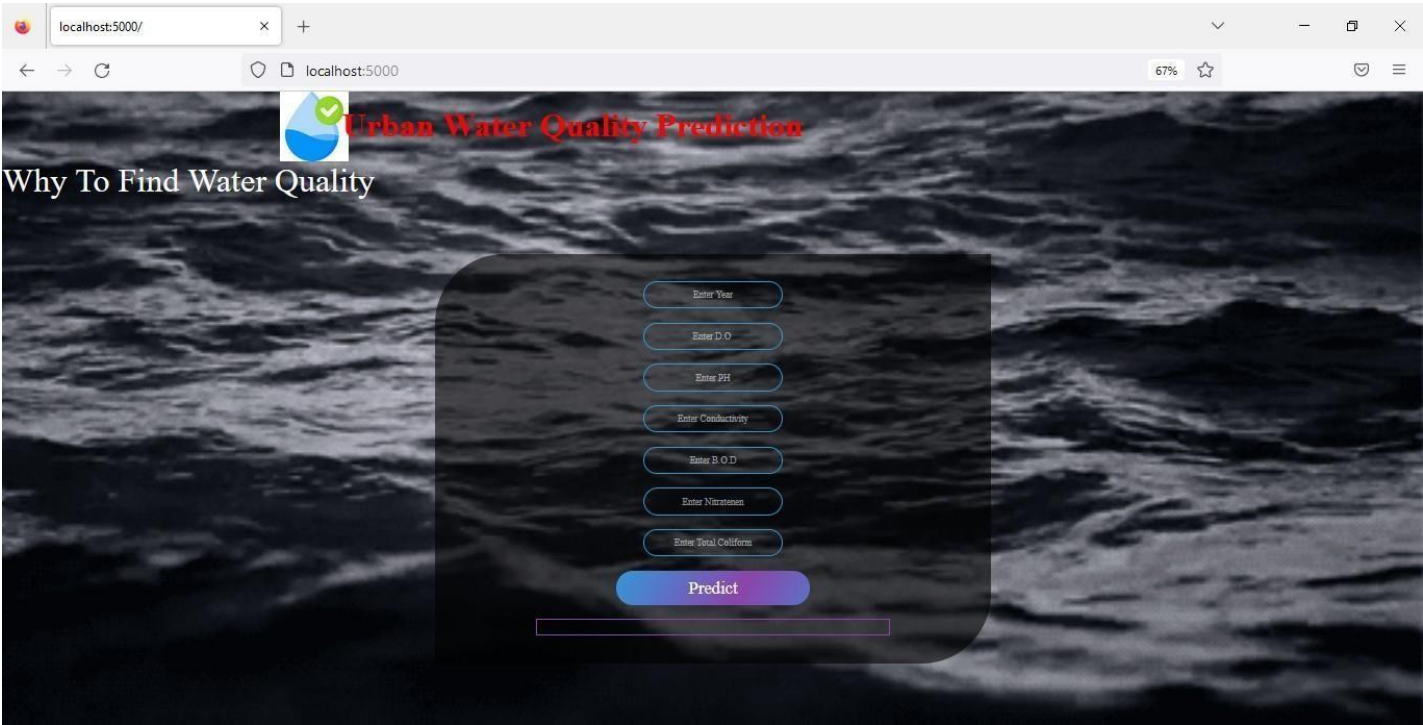 localhost:5000/
localhost:5000
67%
Urban Water Quality Prediction
Why To Find Water Quality
Enter Year
Enter D.O
Enter PH
Enter Conductivity
Enter B.O.D
Enter Nitratenen
Enter Total Coliform
Predict